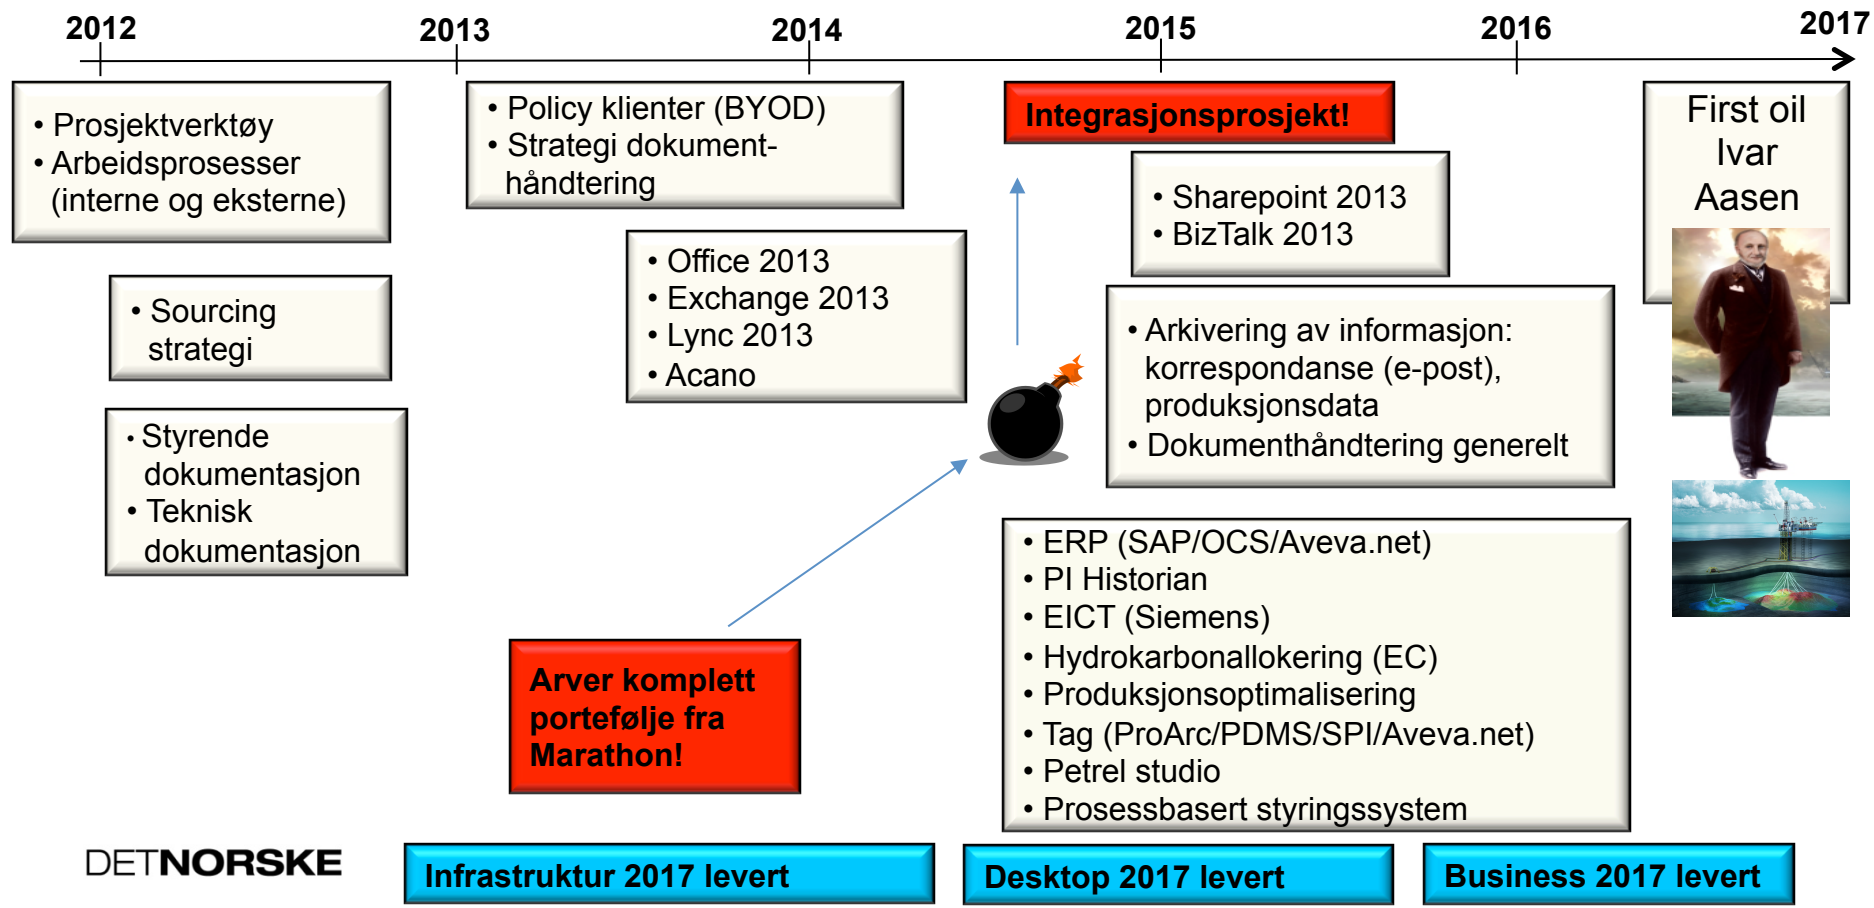 2012
2013
2014
2015
2016
2017
• Prosjektverktøy
• Arbeidsprosesser
(interne og eksterne)
• Sourcing
strategi
• Styrende
dokumentasjon
• Teknisk
dokumentasjon
• Policy klienter (BYOD)
• Strategi dokument-
håndtering
• Office 2013
• Exchange 2013
• Lync 2013
• Acano
Arver komplett
portefølje fra
Marathon!
Integrasjonsprosjekt!
• Sharepoint 2013
• BizTalk 2013
• Arkivering av informasjon:
korrespondanse (e-post),
produksjonsdata
• Dokumenthåndtering generelt
• ERP (SAP/OCS/Aveva.net)
• PI Historian
• EICT (Siemens)
• Hydrokarbonallokering (EC)
• Produksjonsoptimalisering
• Tag (ProArc/PDMS/SPI/Aveva.net)
• Petrel studio
• Prosessbasert styringssystem
First oil
Ivar
Aasen
DETNORSKE
Infrastruktur 2017 levert
Desktop 2017 levert
Business 2017 levert